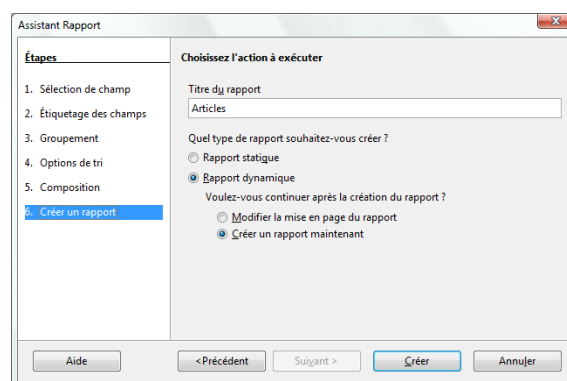 Assistant Rapport
Étapes
1. Sélection de champ
2. Étiquetage des champs
3. Groupement
4. Options de tri
5. Composition
6. Créer un rapport
Choisissez l'action à exécuter
Titre du rapport
Articles
Quel type de rapport souhaitez-vous créer ?
Rapport statique
Rapport dynamique
Voulez-vous continuer après la création du rapport ?
Modifier la mise en page du rapport
Créer un rapport maintenant
Aide
<Précédent
Suivant >
Créer
Annuler